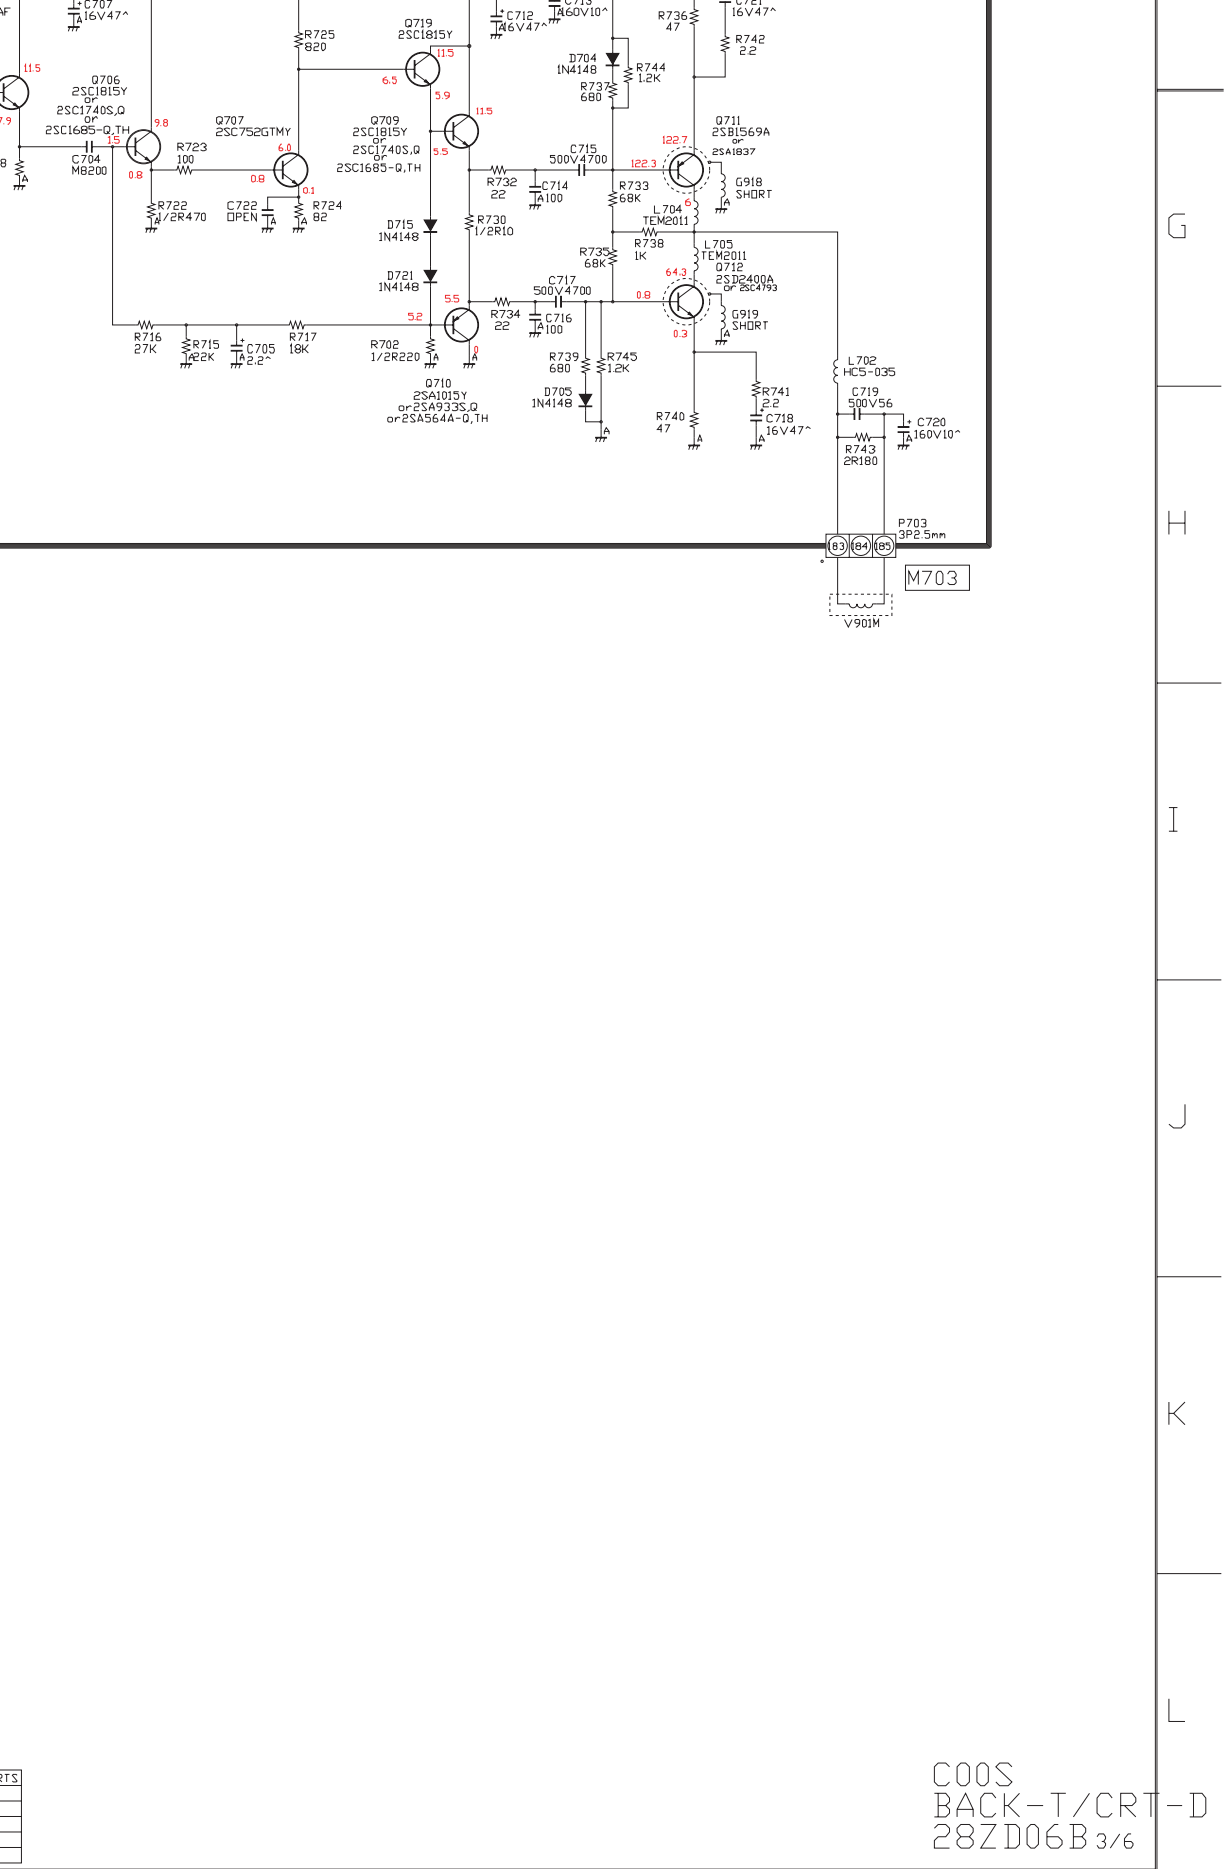 C707
16V47^
R725
820
Q719
2SC1815Y
11.5
6.5
5.9
C712
16V47^
160V10^
D704
1N4148
R737
680
R744
1.2K
R736
47
16V47^
R742
2.2
11.5
7.9
Q706
2SC1815Y
or
2SC1740S,Q
or
2SC1685-Q,TH
1.5
9.8
0.8
C704
M8200
R723
100
R722
1/2R470
Q707
2SC752GTMY
6.0
0.8
0.1
C722
OPEN
R724
82
Q709
2SC1815Y
or
2SC1740S,Q
or
2SC1685-Q,TH
11.5
5.5
R732
22
C714
100
C715
500V4700
R733
68K
122.3
122.7
Q711
2SB1569A
or
2SA1837
G918
SHORT
6
L704
TEM2011
D715
1N4148
D721
1N4148
R730
1/2R10
R735
68K
R738
1K
L705
TEM2011
Q712
2SD2400A
or 2SC4793
64.3
0.8
0.3
G919
SHORT
R734
22
C717
500V4700
C716
100
R716
27K
R715
22K
C705
2.2^
R717
18K
5.2
5.5
0
R702
1/2R220
Q710
2SA1015Y
or2SA933S,Q
or2SA564A-Q,TH
R739
680
R745
1.2K
D705
1N4148
R740
47
R741
2.2
C718
16V47^
L702
HC5-035
C719
500V56
C720
160V10^
R743
2R180
P703
3P2.5mm
183 184 185
M703
V901M
G
H
I
J
K
L
RTS
C00S
BACK-T/CRT-D
28ZD06B 3/6